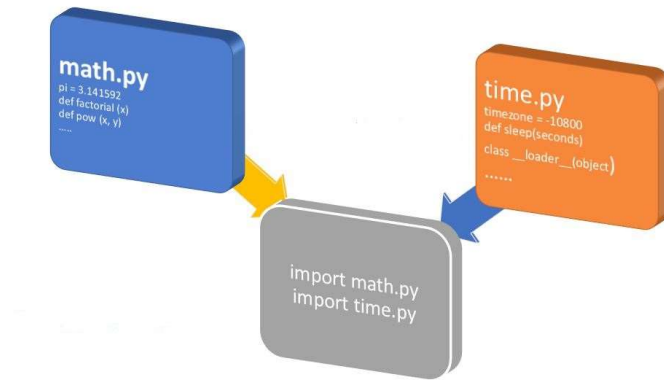 math.py
pi = 3.141592
def factorial (x)
def pow (x, y)
....
time.py
timezone = -10800
def sleep(seconds)
class __loader__(object)
......
import math.py
import time.py